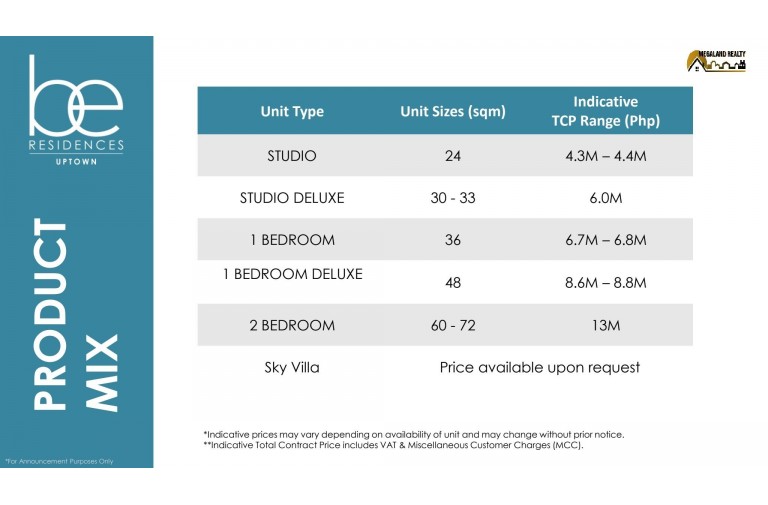 be
RESIDENCES
UPTOWN
PRODUCT
MIX
*For Announcement Purposes Only
MEGALAND REALTY
Unit Type Unit Sizes (sqm) Indicative TCP Range (Php)
STUDIO 24 4.3M – 4.4M
STUDIO DELUXE 30 - 33 6.0M
1 BEDROOM 36 6.7M – 6.8M
1 BEDROOM DELUXE 48 8.6M – 8.8M
2 BEDROOM 60 - 72 13M
Sky Villa Price available upon request
*Indicative prices may vary depending on availability of unit and may change without prior notice.
**Indicative Total Contract Price includes VAT & Miscellaneous Customer Charges (MCC).